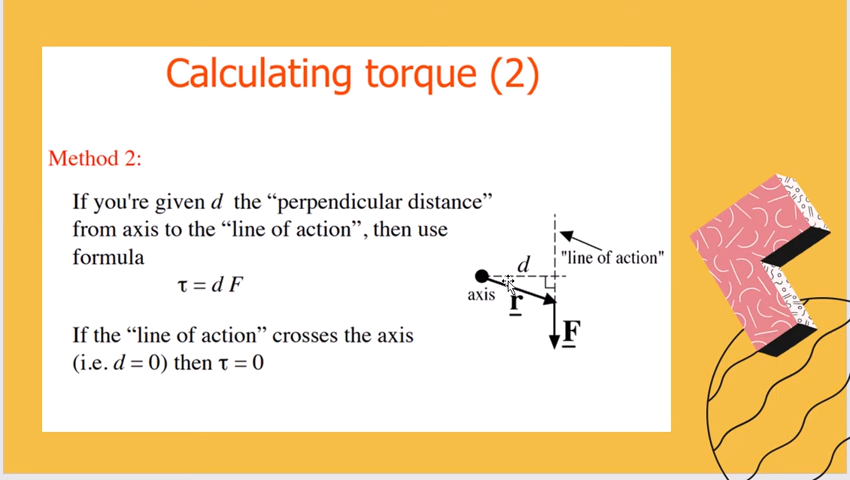 Calculating torque (2)
Method 2:
If you're given d the “perpendicular distance”
from axis to the “line of action”, then use
formula
τ = d F
If the “line of action” crosses the axis
(i.e. d = 0) then τ = 0
d
"line of action"
axis
r
F